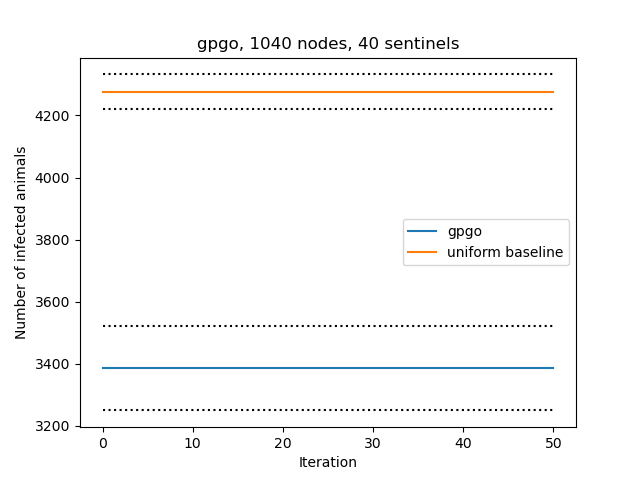 gpgo, 1040 nodes, 40 sentinels
Number of infected animals
4200
4000
3800
3600
3400
3200
gpgo
uniform baseline
0 10 20 30 40 50
Iteration